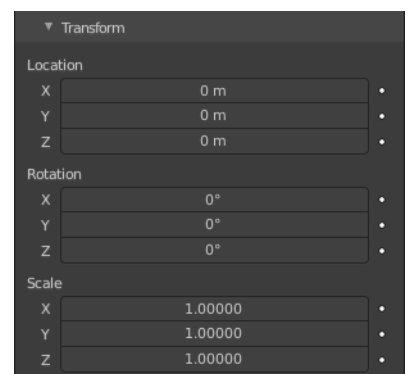 Transform
Location
X 0 m
Y 0 m
Z 0 m
Rotation
X 0°
Y 0°
Z 0°
Scale
X 1.00000
Y 1.00000
Z 1.00000